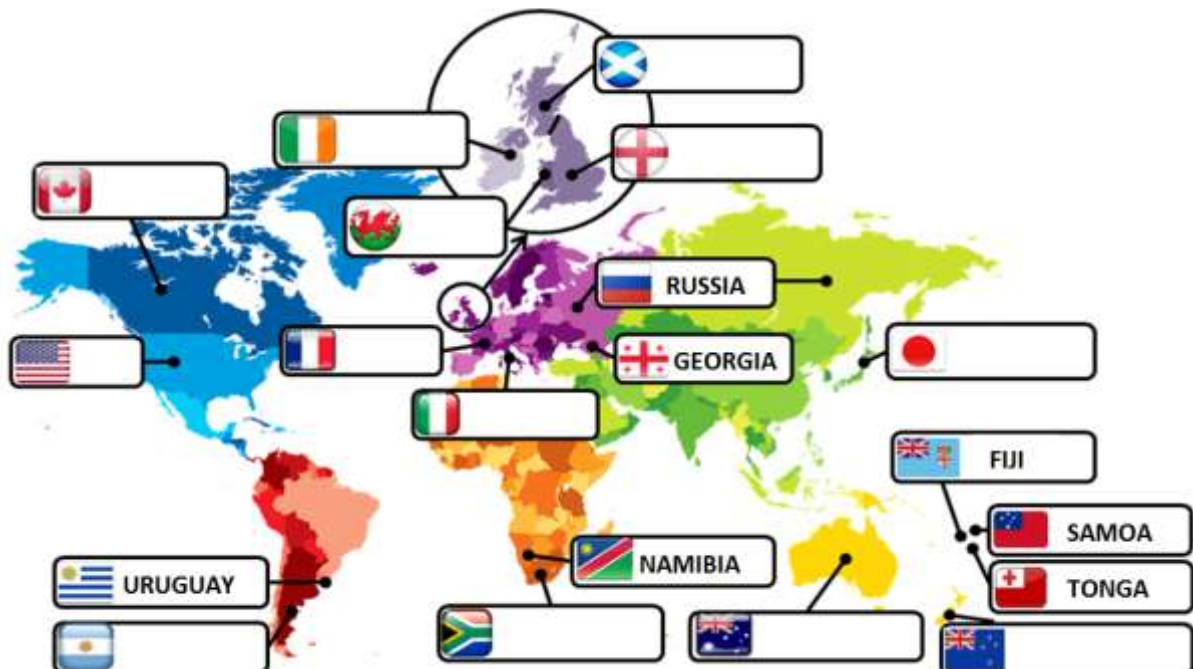 RUSSIA
GEORGIA
FIJI
SAMOA
NAMIBIA
URUGUAY
TONGA